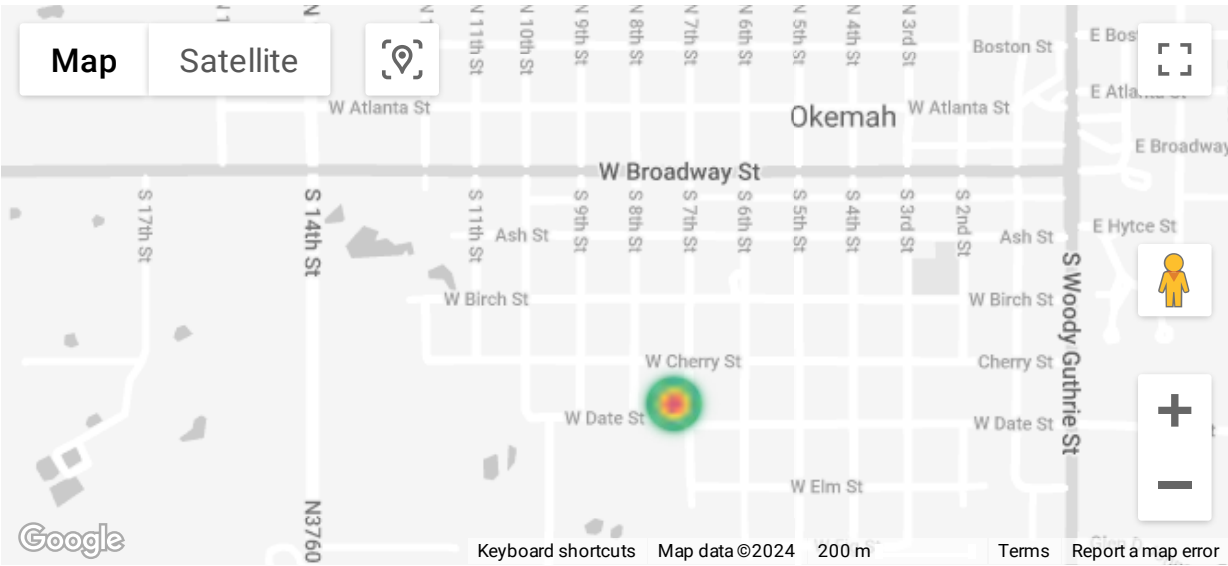 Map
Satellite
N 11th St
N 10th St
N 9th St
N 8th St
N 7th St
N 6th St
N 5th St
N 4th St
N 3rd St
Boston St
W Atlanta St
Okemah
W Atlanta St
E Broadway
W Broadway St
S 17th St
S 14th St
S 11th St
S 9th St
S 8th St
S 7th St
S 6th St
S 5th St
S 4th St
S 3rd St
S 2nd St
Ash St
Ash St
E Hytce St
S Woody Guthrie St
W Birch St
W Birch St
W Cherry St
Cherry St
W Date St
W Date St
W Elm St
N3760
Google
Keyboard shortcuts
Map data ©2024
200 m
Terms
Report a map error